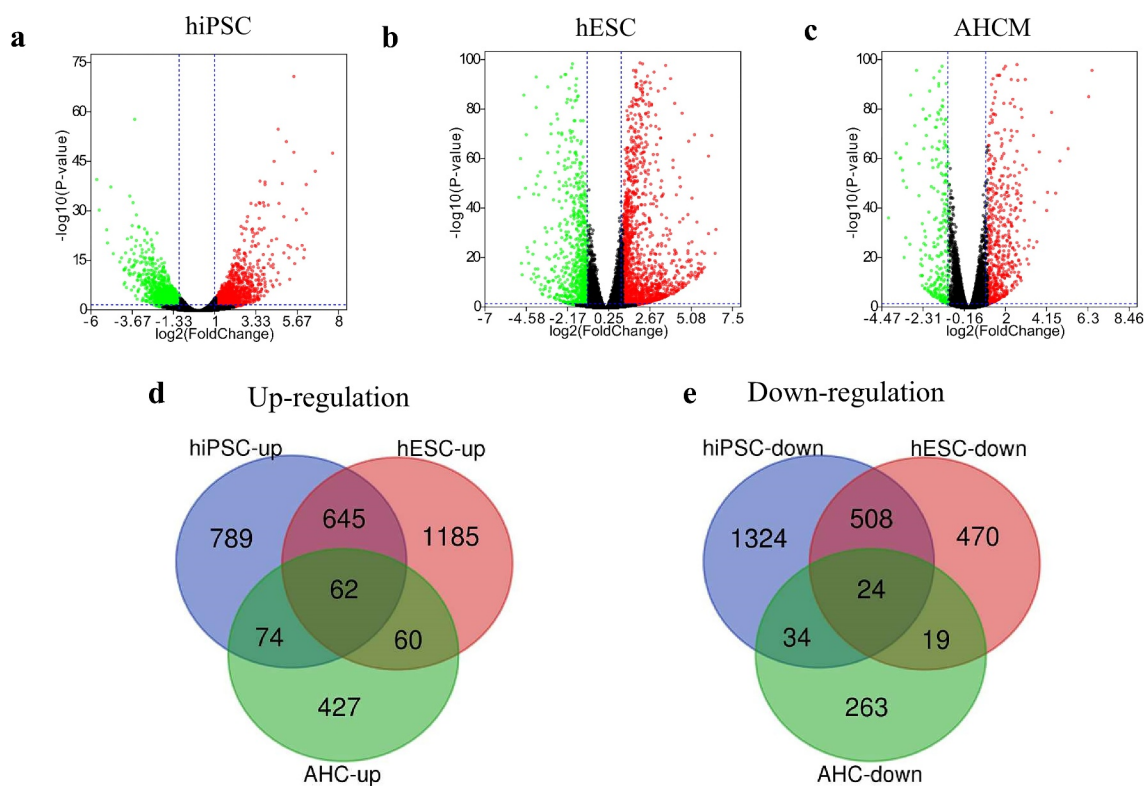 a
hiPSC
75
60
45
30
15
0
-log10(P-value)
-6 -3.67 -1.33 1 3.33 5.67 8
log2(FoldChange)
b
hESC
100
80
60
40
20
0
-log10(P-value)
-7 -4.58 -2.17 0.25 2.67 5.08 7.5
log2(FoldChange)
c
AHCM
100
80
60
40
20
0
-log10(P-value)
-4.47 -2.31 -0.16 2 4.15 6.3 8.46
log2(FoldChange)
d
Up-regulation
hiPSC-up
hESC-up
789
645
1185
62
74
60
427
AHC-up
e
Down-regulation
hiPSC-down
hESC-down
1324
508
470
24
34
19
263
AHC-down